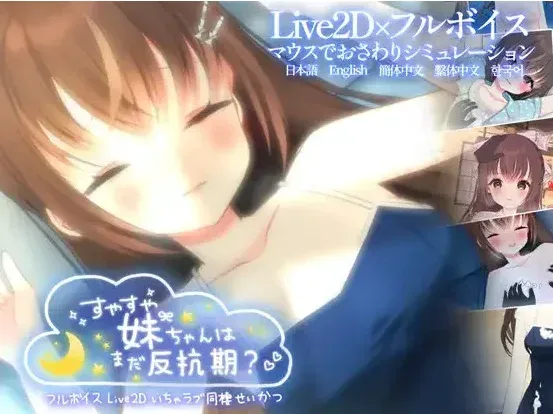 Live2D×フルボイス
マウスでおさわりシミュレーション
日本語 English 簡体中文 繫体中文 한국어
すやすや
妹ちゃんは
まだ反抗期？
フルボイス Live2D いちゃラブ同棲せいかつ